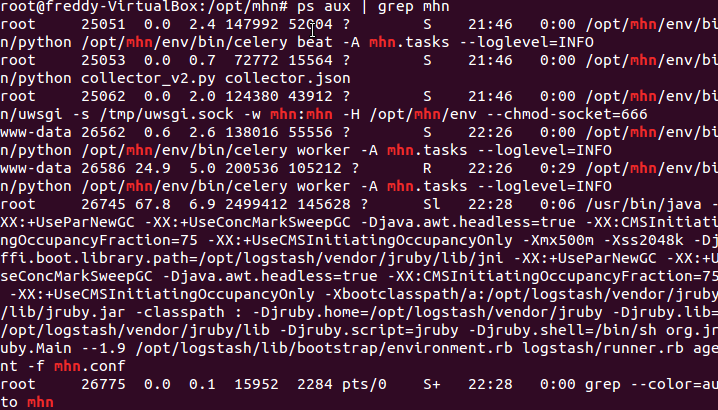 root@freddy-VirtualBox:/opt/mhn# ps aux | grep mhn
root     25051  0.0  2.4 147992 52604 ?        S    21:46   0:00 /opt/mhn/env/bi
n/python /opt/mhn/env/bin/celery beat -A mhn.tasks --loglevel=INFO
root     25053  0.0  0.7  72772 15564 ?        S    21:46   0:00 /opt/mhn/env/bi
n/python collector_v2.py collector.json
root     25062  0.0  2.0 124380 43912 ?        S    21:46   0:00 /opt/mhn/env/bi
n/uwsgi -s /tmp/uwsgi.sock -w mhn:mhn -H /opt/mhn/env --chmod-socket=666
www-data 26562  0.6  2.6 138016 55556 ?        S    22:26   0:00 /opt/mhn/env/bi
n/python /opt/mhn/env/bin/celery worker -A mhn.tasks --loglevel=INFO
www-data 26586 24.9  5.0 200536 105212 ?       R    22:26   0:29 /opt/mhn/env/bi
n/python /opt/mhn/env/bin/celery worker -A mhn.tasks --loglevel=INFO
root     26745 67.8  6.9 2499412 145628 ?      Sl   22:28   0:06 /usr/bin/java -
XX:+UseParNewGC -XX:+UseConcMarkSweepGC -Djava.awt.headless=true -XX:CMSInitiati
ngOccupancyFraction=75 -XX:+UseCMSInitiatingOccupancyOnly -Xmx500m -Xss2048k -Dj
ffi.boot.library.path=/opt/logstash/vendor/jruby/lib/jni -XX:+UseParNewGC -XX:+U
seConcMarkSweepGC -Djava.awt.headless=true -XX:CMSInitiatingOccupancyFraction=75
 -XX:+UseCMSInitiatingOccupancyOnly -Xbootclasspath/a:/opt/logstash/vendor/jruby
/lib/jruby.jar -classpath : -Djruby.home=/opt/logstash/vendor/jruby -Djruby.lib=
/opt/logstash/vendor/jruby/lib -Djruby.script=jruby -Djruby.shell=/bin/sh org.jr
uby.Main --1.9 /opt/logstash/lib/bootstrap/environment.rb logstash/runner.rb age
nt -f mhn.conf
root     26775  0.0  0.1  15952  2284 pts/0    S+   22:28   0:00 grep --color=au
to mhn